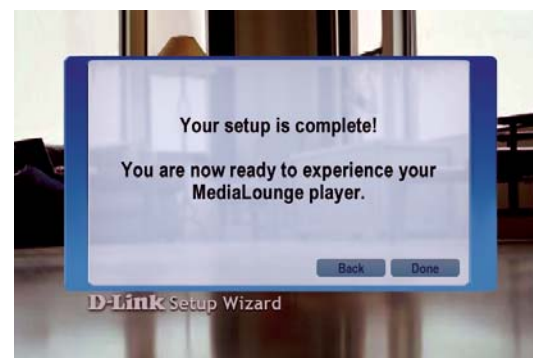 Your setup is complete!
You are now ready to experience your
MediaLounge player.
Back
Done
D-Link Setup Wizard